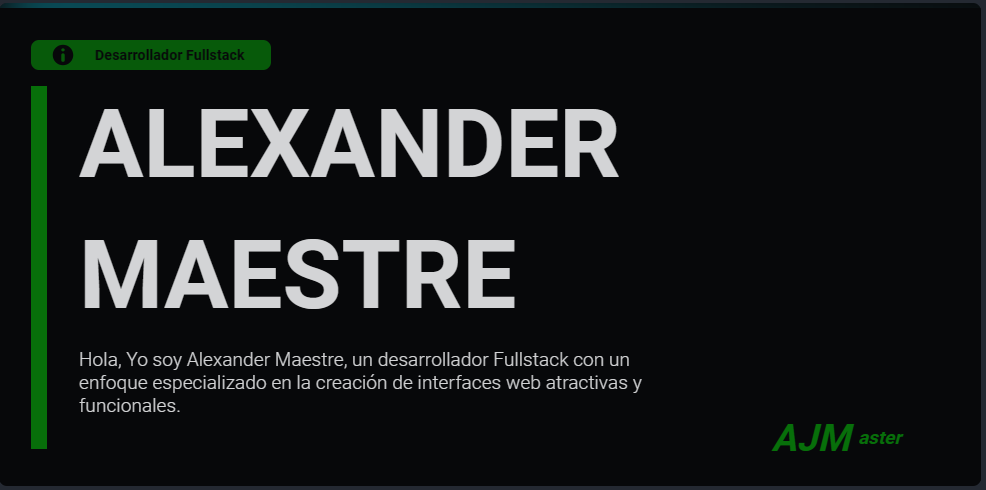 Desarrollador Fullstack
ALEXANDER
MAESTRE
Hola, Yo soy Alexander Maestre, un desarrollador Fullstack con un
enfoque especializado en la creación de interfaces web atractivas y
funcionales.
AJM aster